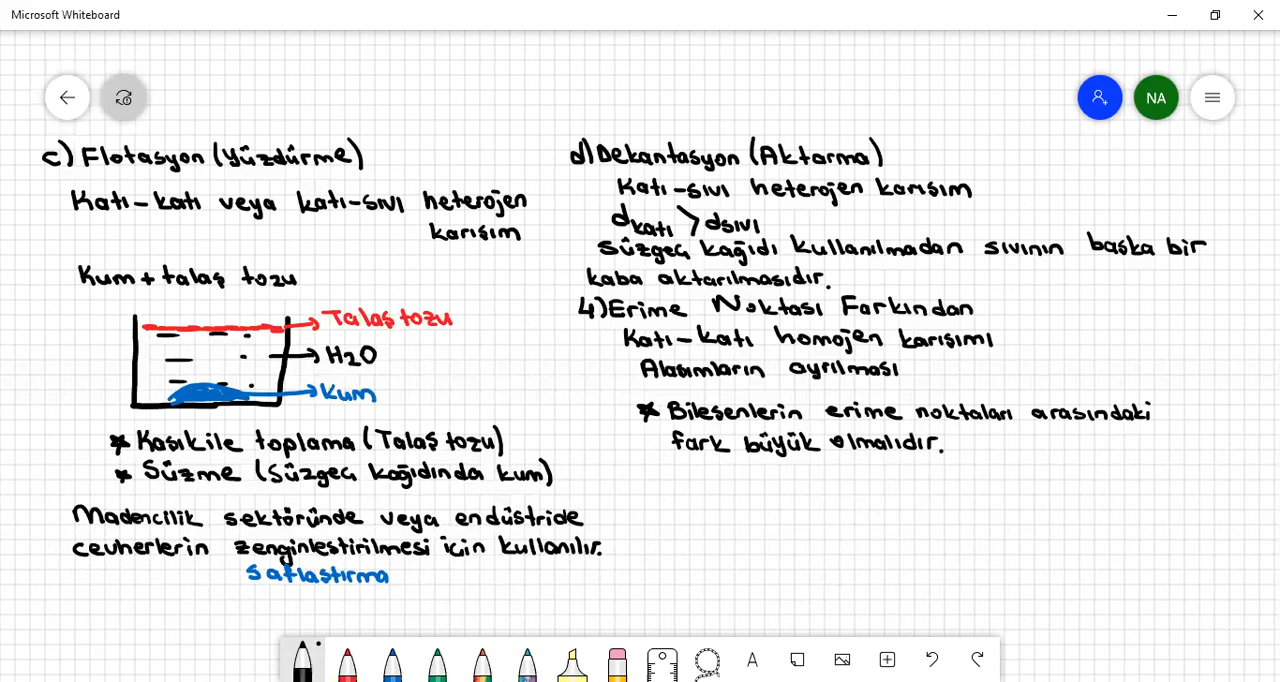 Microsoft Whiteboard
NA
c) Flotasyon (Yüzdürme)
Katı-katı veya katı-sıvı heterojen
karışım
Kum + talaş tozu
Talaş tozu
H2O
Kum
* Kaşık ile toplama (Talaş tozu)
* Süzme (Süzgeç kağıdında kum)
Madencilik sektöründe veya endüstride
cevherlerin zenginleştirilmesi için kullanılır.
Saflaştırma
d) Dekantasyon (Aktarma)
Katı-sıvı heterojen karışım
dkatı > dsıvı
Süzgeç kağıdı kullanılmadan sıvının başka bir
kaba aktarılmasıdır.
4) Erime Noktası Farkından
Katı-katı homojen karışımı
Alaşımların ayrılması
* Bileşenlerin erime noktaları arasındaki
fark büyük olmalıdır.
A